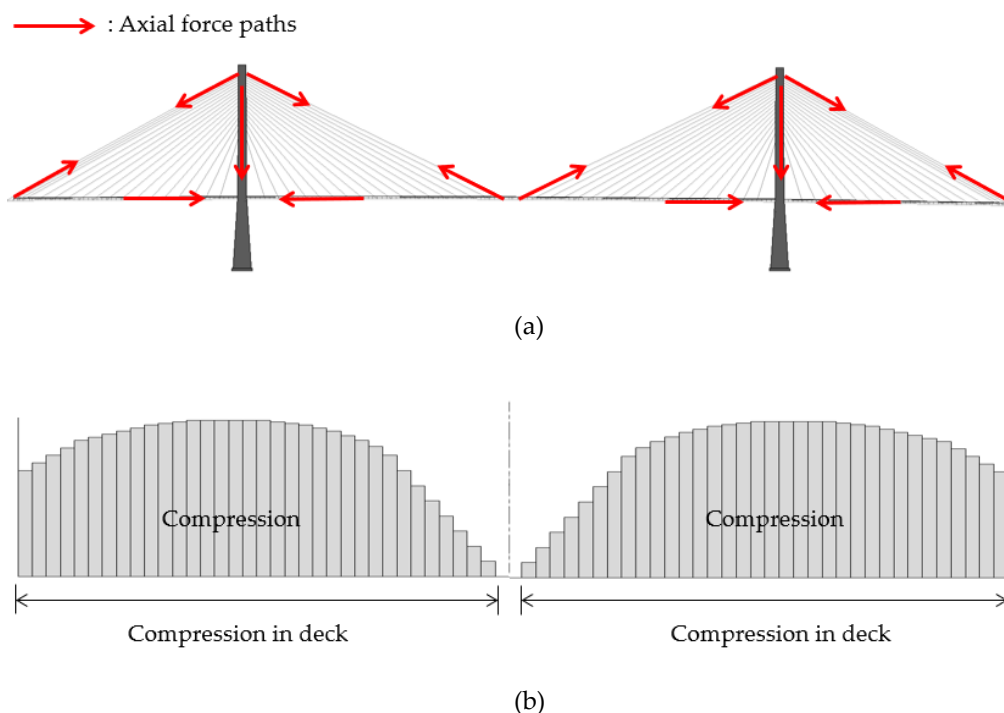 : Axial force paths
(a)
Compression
Compression
Compression in deck
Compression in deck
(b)